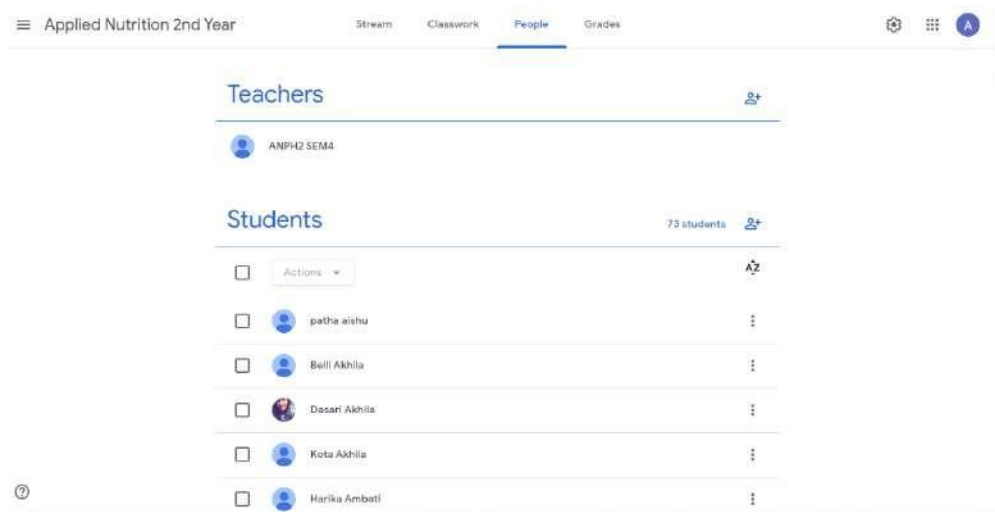 Applied Nutrition 2nd Year
Stream Classwork People Grades
A
Teachers
ANPH2 SEM4
Students
73 students
Actions
AZ
patha aishu
Belli Akhila
Dasari Akhila
Kota Akhila
Harika Ambati